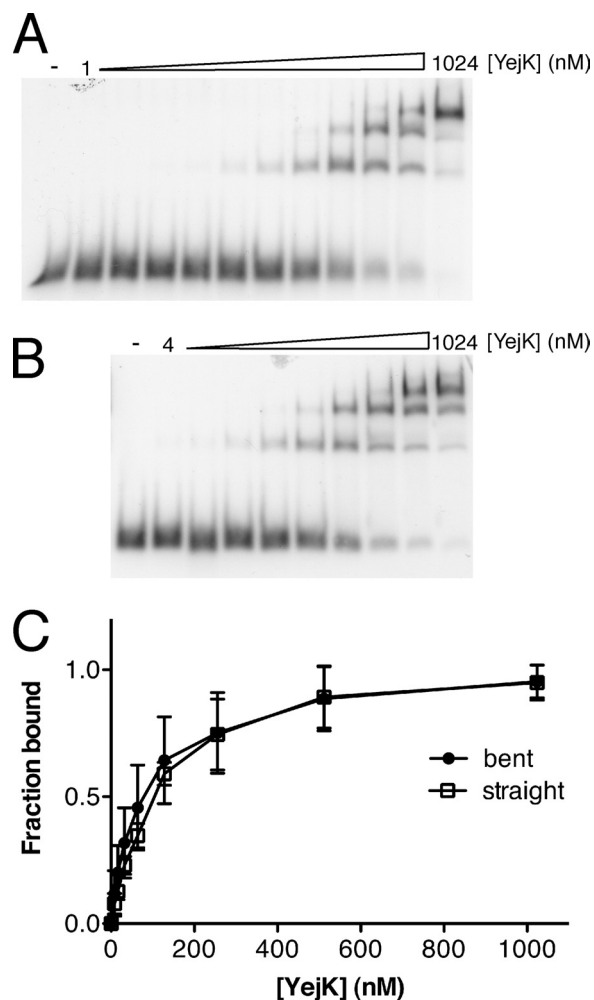 A
- 1 1024 [YejK] (nM)
B
- 4 1024 [YejK] (nM)
C
1.0
0.5
0.0
Fraction bound
bent
straight
0 200 400 600 800 1000
[YejK] (nM)